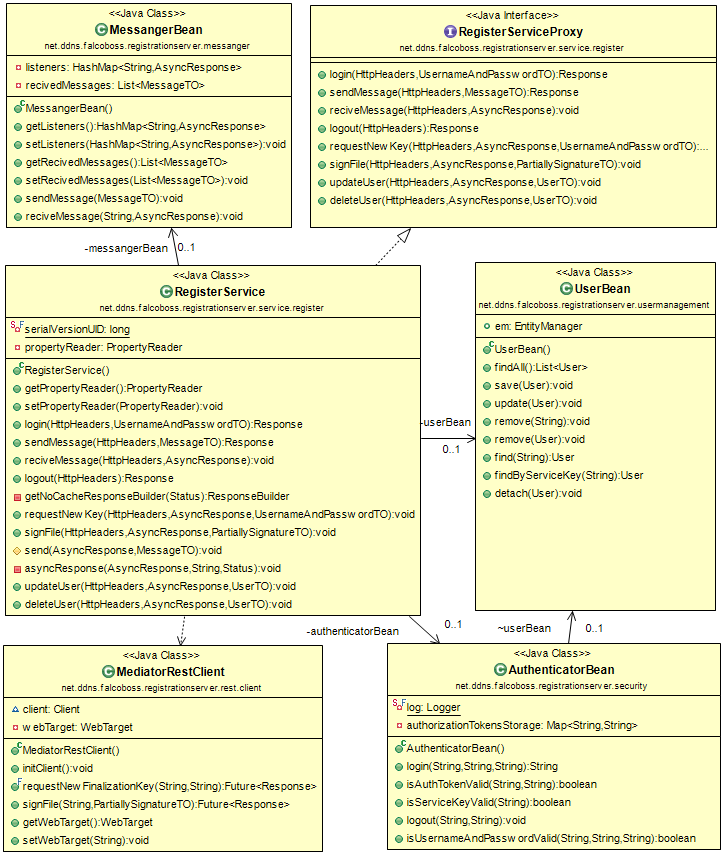 <<Java Class>>
MessangerBean
net.ddns.falcoboss.registrationserver.messanger
listeners: HashMap<String,AsyncResponse>
recivedMessages: List<MessageTO>
MessangerBean()
getListeners():HashMap<String,AsyncResponse>
setListeners(HashMap<String,AsyncResponse>):void
getRecivedMessages():List<MessageTO>
setRecivedMessages(List<MessageTO>):void
sendMessage(MessageTO):void
reciveMessage(String,AsyncResponse):void
<<Java Interface>>
RegisterServiceProxy
net.ddns.falcoboss.registrationserver.service.register
login(HttpHeaders,UsernameAndPasswordTO):Response
sendMessage(HttpHeaders,MessageTO):Response
reciveMessage(HttpHeaders,AsyncResponse):void
logout(HttpHeaders):Response
requestNewKey(HttpHeaders,AsyncResponse,UsernameAndPasswordTO):...
signFile(HttpHeaders,AsyncResponse,PartiallySignatureTO):void
updateUser(HttpHeaders,AsyncResponse,UserTO):void
deleteUser(HttpHeaders,AsyncResponse,UserTO):void
-messangerBean 0..1
<<Java Class>>
RegisterService
net.ddns.falcoboss.registrationserver.service.register
serialVersionUID: long
propertyReader: PropertyReader
RegisterService()
getPropertyReader():PropertyReader
setPropertyReader(PropertyReader):void
login(HttpHeaders,UsernameAndPasswordTO):Response
sendMessage(HttpHeaders,MessageTO):Response
reciveMessage(HttpHeaders,AsyncResponse):void
logout(HttpHeaders):Response
getNoCacheResponseBuilder(Status):ResponseBuilder
requestNewKey(HttpHeaders,AsyncResponse,UsernameAndPasswordTO):void
signFile(HttpHeaders,AsyncResponse,PartiallySignatureTO):void
send(AsyncResponse,MessageTO):void
asyncResponse(AsyncResponse,String,Status):void
updateUser(HttpHeaders,AsyncResponse,UserTO):void
deleteUser(HttpHeaders,AsyncResponse,UserTO):void
-userBean
0..1
<<Java Class>>
UserBean
net.ddns.falcoboss.registrationserver.usermanagement
em: EntityManager
UserBean()
findAll():List<User>
save(User):void
update(User):void
remove(String):void
remove(User):void
find(String):User
findByServiceKey(String):User
detach(User):void
-authenticatorBean 0..1
~userBean 0..1
<<Java Class>>
MediatorRestClient
net.ddns.falcoboss.registrationserver.rest.client
client: Client
webTarget: WebTarget
MediatorRestClient()
initClient():void
requestNewFinalizationKey(String,String):Future<Response>
signFile(String,PartiallySignatureTO):Future<Response>
getWebTarget():WebTarget
setWebTarget(String):void
<<Java Class>>
AuthenticatorBean
net.ddns.falcoboss.registrationserver.security
log: Logger
authorizationTokensStorage: Map<String,String>
AuthenticatorBean()
login(String,String,String):String
isAuthTokenValid(String,String):boolean
isServiceKeyValid(String):boolean
logout(String,String):void
isUsernameAndPasswordValid(String,String,String):boolean